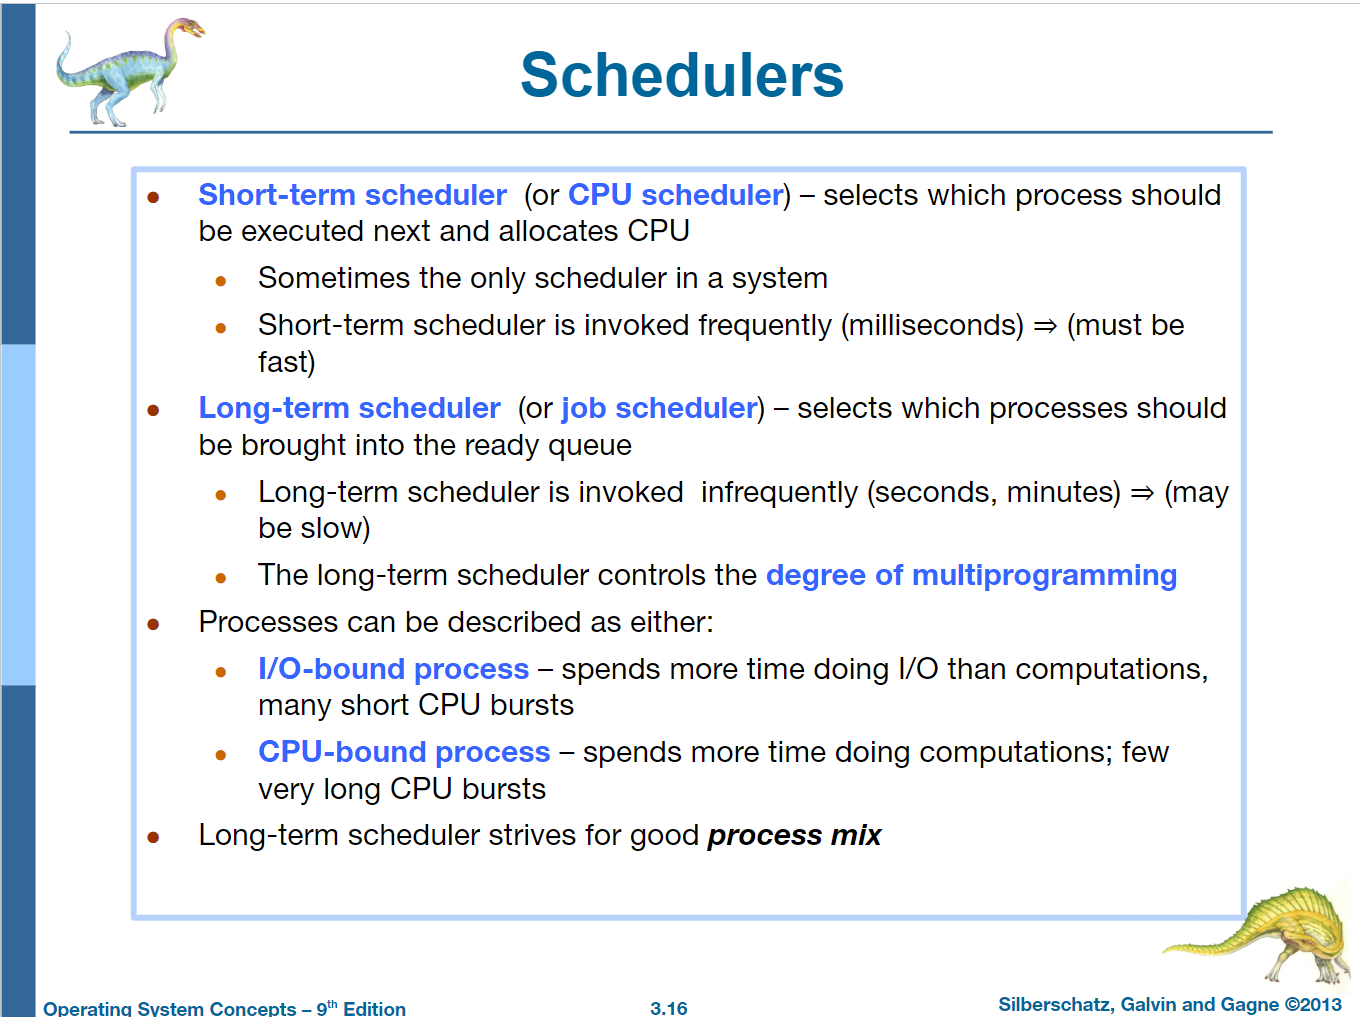 Schedulers
● Short-term scheduler (or CPU scheduler) – selects which process should
be executed next and allocates CPU
● Sometimes the only scheduler in a system
● Short-term scheduler is invoked frequently (milliseconds) ⇒ (must be
fast)
● Long-term scheduler (or job scheduler) – selects which processes should
be brought into the ready queue
● Long-term scheduler is invoked infrequently (seconds, minutes) ⇒ (may
be slow)
● The long-term scheduler controls the degree of multiprogramming
● Processes can be described as either:
● I/O-bound process – spends more time doing I/O than computations,
many short CPU bursts
● CPU-bound process – spends more time doing computations; few
very long CPU bursts
● Long-term scheduler strives for good process mix
Operating System Concepts – 9th Edition
3.16
Silberschatz, Galvin and Gagne ©2013